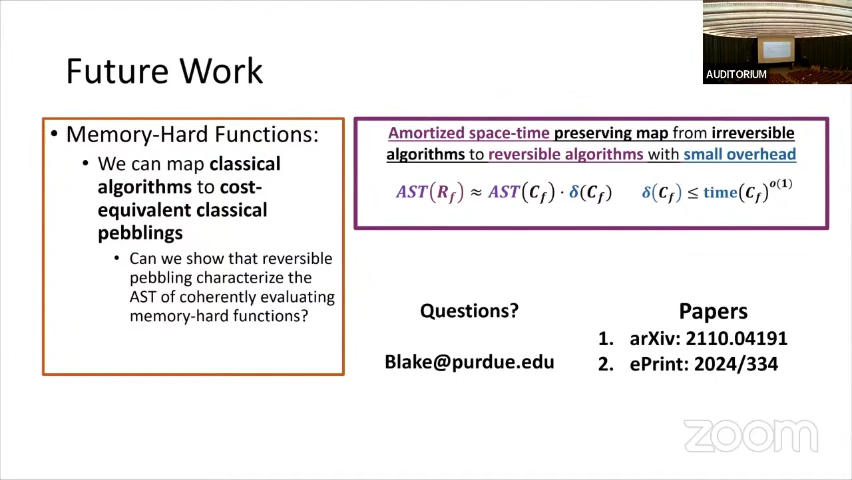 AUDITORIUM
Future Work
• Memory-Hard Functions:
• We can map classical
algorithms to cost-
equivalent classical
pebblings
• Can we show that reversible
pebbling characterize the
AST of coherently evaluating
memory-hard functions?
Amortized space-time preserving map from irreversible
algorithms to reversible algorithms with small overhead
AST(R_f) ≈ AST(C_f) · δ(C_f) δ(C_f) ≤ time(C_f)^o(1)
Questions?
Blake@purdue.edu
Papers
1. arXiv: 2110.04191
2. ePrint: 2024/334
zoom